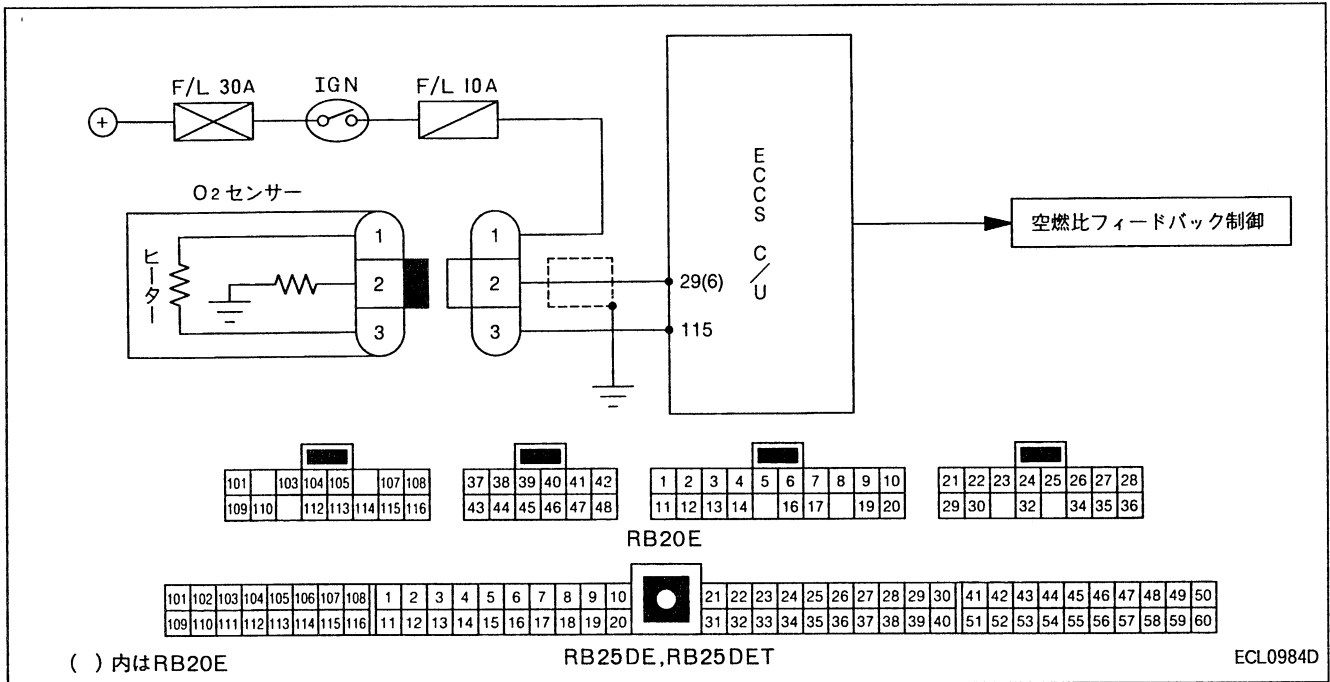 F/L 30A IGN F/L 10A
O2センサー
ヒーター
1
2
3
1
2
3
29(6)
115
ECCS C/U
空燃比フィードバック制御
101 103 104 105 107 108
109 110 112 113 114 115 116
37 38 39 40 41 42
43 44 45 46 47 48
1 2 3 4 5 6 7 8 9 10
11 12 13 14 16 17 19 20
21 22 23 24 25 26 27 28
29 30 32 34 35 36
RB20E
101 102 103 104 105 106 107 108 1 2 3 4 5 6 7 8 9 10 21 22 23 24 25 26 27 28 29 30 41 42 43 44 45 46 47 48 49 50
109 110 111 112 113 114 115 116 11 12 13 14 15 16 17 18 19 20 31 32 33 34 35 36 37 38 39 40 51 52 53 54 55 56 57 58 59 60
( ) 内はRB20E
RB25DE,RB25DET
ECL0984D